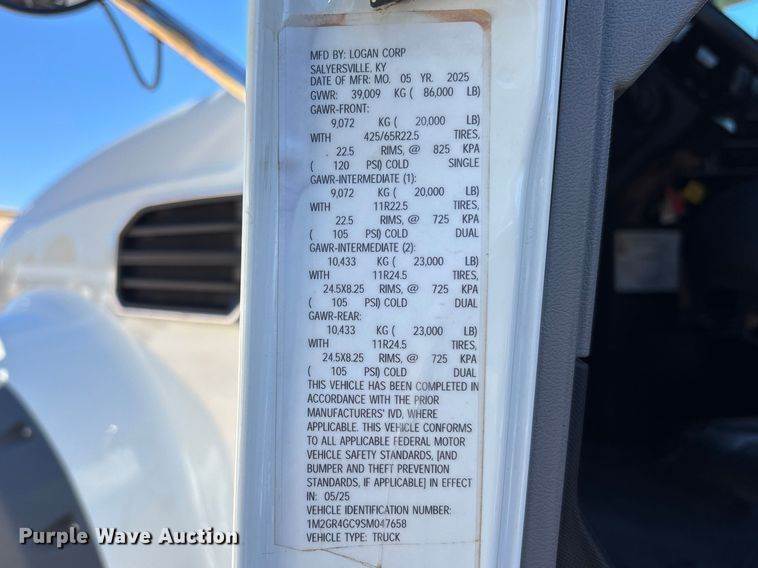 MFD BY: LOGAN CORP
SALYERSVILLE, KY
DATE OF MFR: MO. 05 YR. 2025
GVWR: 39,009 KG ( 86,000 LB)
GAWR-FRONT:
9,072 KG ( 20,000 LB)
WITH 425/65R22.5 TIRES,
22.5 RIMS, @ 825 KPA
( 120 PSI) COLD SINGLE
GAWR-INTERMEDIATE (1):
9,072 KG ( 20,000 LB)
WITH 11R22.5 TIRES,
22.5 RIMS, @ 725 KPA
( 105 PSI) COLD DUAL
GAWR-INTERMEDIATE (2):
10,433 KG ( 23,000 LB)
WITH 11R24.5 TIRES,
24.5X8.25 RIMS, @ 725 KPA
( 105 PSI) COLD DUAL
GAWR-REAR:
10,433 KG ( 23,000 LB)
WITH 11R24.5 TIRES,
24.5X8.25 RIMS, @ 725 KPA
( 105 PSI) COLD DUAL
THIS VEHICLE HAS BEEN COMPLETED IN
ACCORDANCE WITH THE PRIOR
MANUFACTURERS' IVD, WHERE
APPLICABLE. THIS VEHICLE CONFORMS
TO ALL APPLICABLE FEDERAL MOTOR
VEHICLE SAFETY STANDARDS, [AND
BUMPER AND THEFT PREVENTION
STANDARDS, IF APPLICABLE] IN EFFECT
IN: 05/25
VEHICLE IDENTIFICATION NUMBER:
1M2GR4GC9SM047658
VEHICLE TYPE: TRUCK
Purple Wave Auction